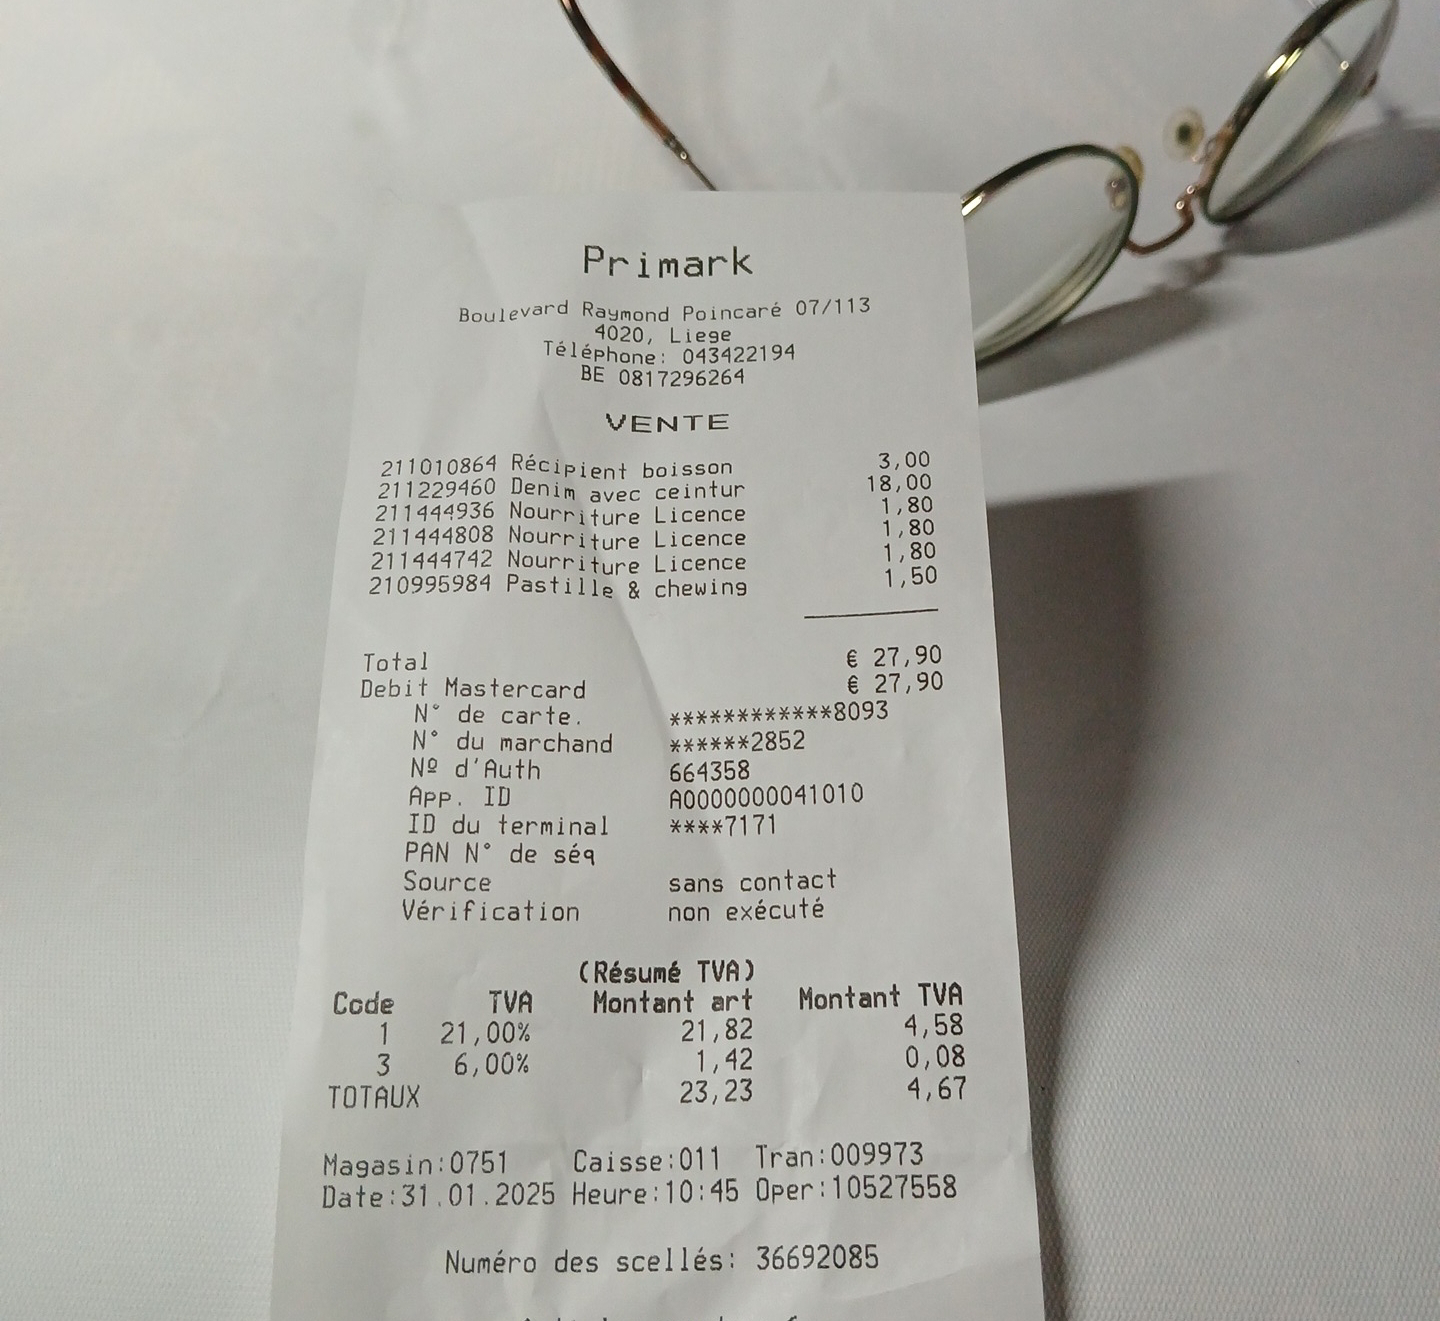 Primark
Boulevard Raymond Poincaré 07/113
4020, Liege
Téléphone: 043422194
BE 0817296264
VENTE
211010864 Récipient boisson 3,00
211229460 Denim avec ceintur 18,00
211444936 Nourriture Licence 1,80
211444808 Nourriture Licence 1,80
211444742 Nourriture Licence 1,80
210995984 Pastille & chewing 1,50
Total € 27,90
Debit Mastercard € 27,90
N° de carte. ************8093
N° du marchand ******2852
Nº d'Auth 664358
App. ID A0000000041010
ID du terminal ****7171
PAN N° de séq
Source sans contact
Vérification non exécuté
(Résumé TVA)
Code TVA Montant art Montant TVA
1 21,00% 21,82 4,58
3 6,00% 1,42 0,08
TOTAUX 23,23 4,67
Magasin:0751 Caisse:011 Tran:009973
Date:31.01.2025 Heure:10:45 Oper:10527558
Numéro des scellés: 36692085